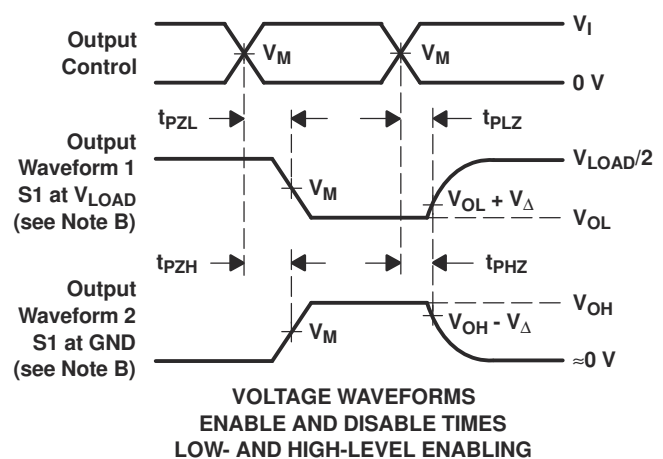 Output
Control
V_M
V_M
V_I
0 V
t_PZL
t_PLZ
Output
Waveform 1
S1 at V_LOAD
(see Note B)
V_M
V_LOAD/2
V_OL + V_Δ
V_OL
t_PZH
t_PHZ
Output
Waveform 2
S1 at GND
(see Note B)
V_M
V_OH
V_OH - V_Δ
≈0 V
VOLTAGE WAVEFORMS
ENABLE AND DISABLE TIMES
LOW- AND HIGH-LEVEL ENABLING